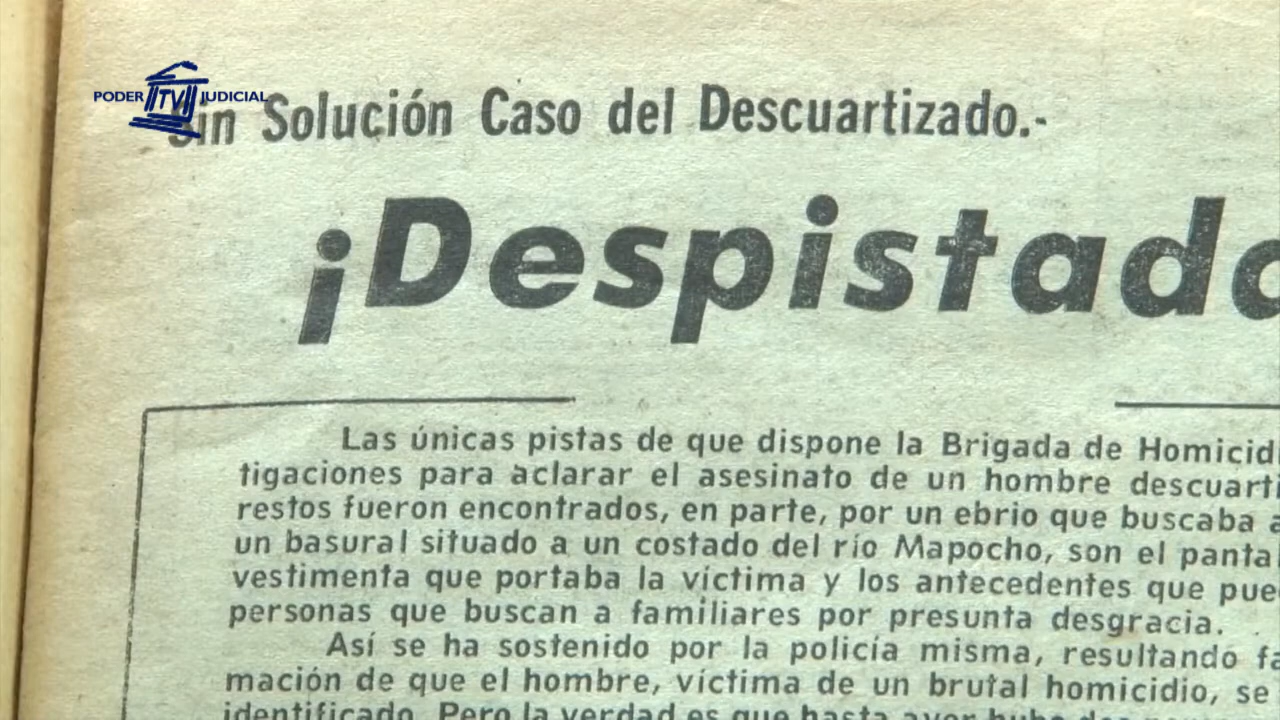 PODER TV JUDICIAL
Sin Solución Caso del Descuartizado.-
¡Despistado
Las únicas pistas de que dispone la Brigada de Homicid
tigaciones para aclarar el asesinato de un hombre descuarti
restos fueron encontrados, en parte, por un ebrio que buscaba a
un basural situado a un costado del río Mapocho, son el panta
vestimenta que portaba la víctima y los antecedentes que pue
personas que buscan a familiares por presunta desgracia.
Así se ha sostenido por la policía misma, resultando fa
mación de que el hombre, víctima de un brutal homicidio, se
identificado. Pero la verdad es que hasta ayer hubo